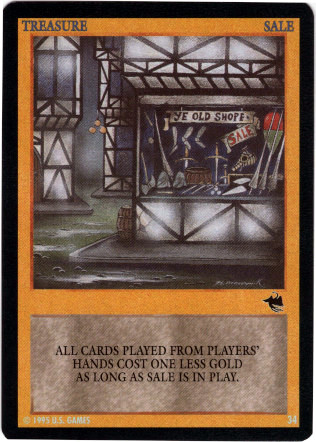 TREASURE SALE
YE OLD SHOPE
SALE
ALL CARDS PLAYED FROM PLAYERS'
HANDS COST ONE LESS GOLD
AS LONG AS SALE IS IN PLAY.
© 1995 U.S. GAMES 34